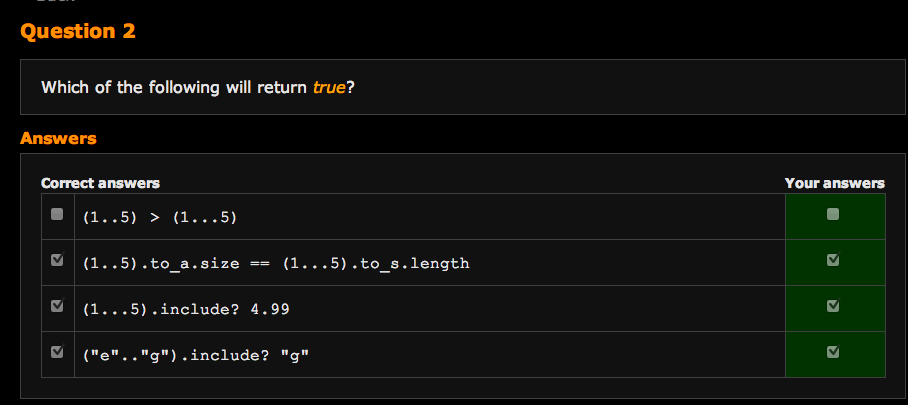 Question 2
Which of the following will return true?
Answers
Correct answers Your answers
(1..5) > (1...5)
(1..5).to_a.size == (1...5).to_s.length
(1...5).include? 4.99
("e".."g").include? "g"